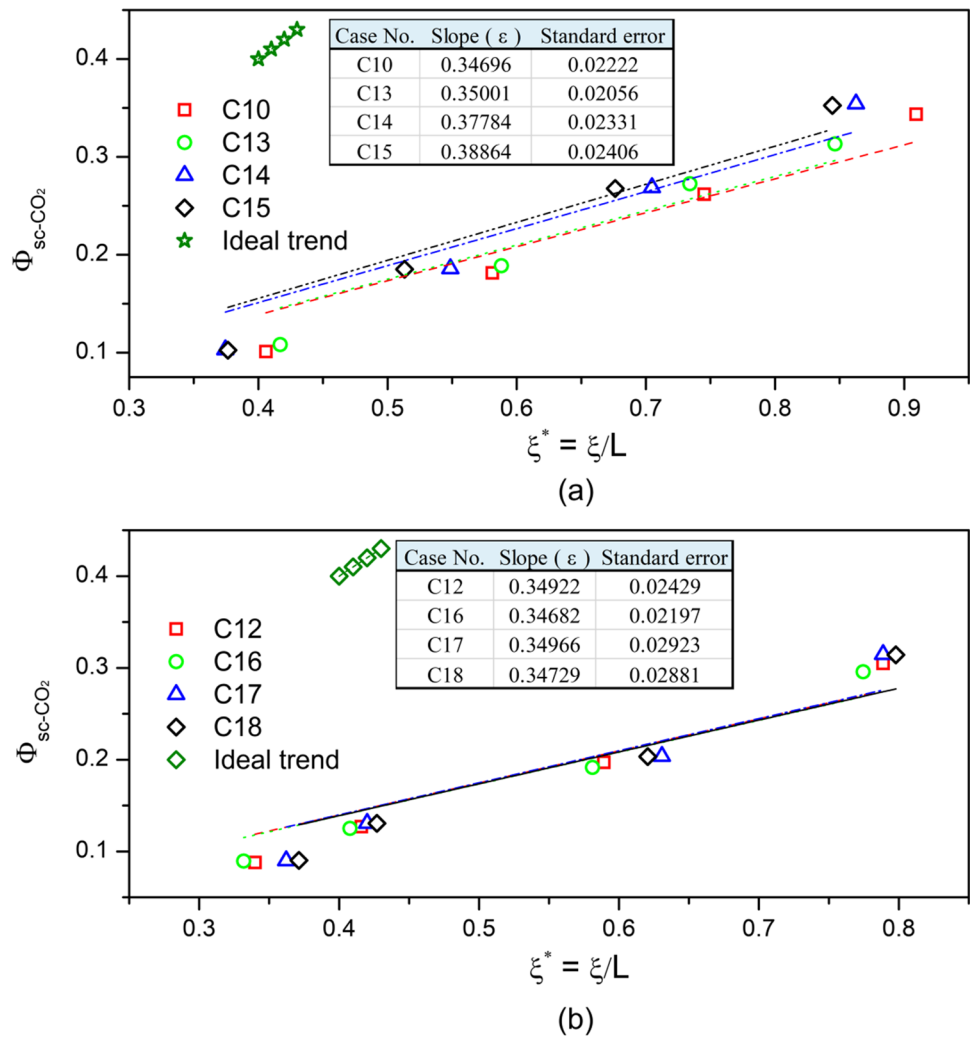 Case No. Slope ( ε ) Standard error
C10 0.34696 0.02222
C13 0.35001 0.02056
C14 0.37784 0.02331
C15 0.38864 0.02406
C10
C13
C14
C15
Ideal trend
0.4
0.3
0.2
0.1
Φsc-CO₂
0.3 0.4 0.5 0.6 0.7 0.8 0.9
ξ* = ξ/L
(a)
Case No. Slope ( ε ) Standard error
C12 0.34922 0.02429
C16 0.34682 0.02197
C17 0.34966 0.02923
C18 0.34729 0.02881
C12
C16
C17
C18
Ideal trend
0.4
0.3
0.2
0.1
Φsc-CO₂
0.3 0.4 0.5 0.6 0.7 0.8
ξ* = ξ/L
(b)